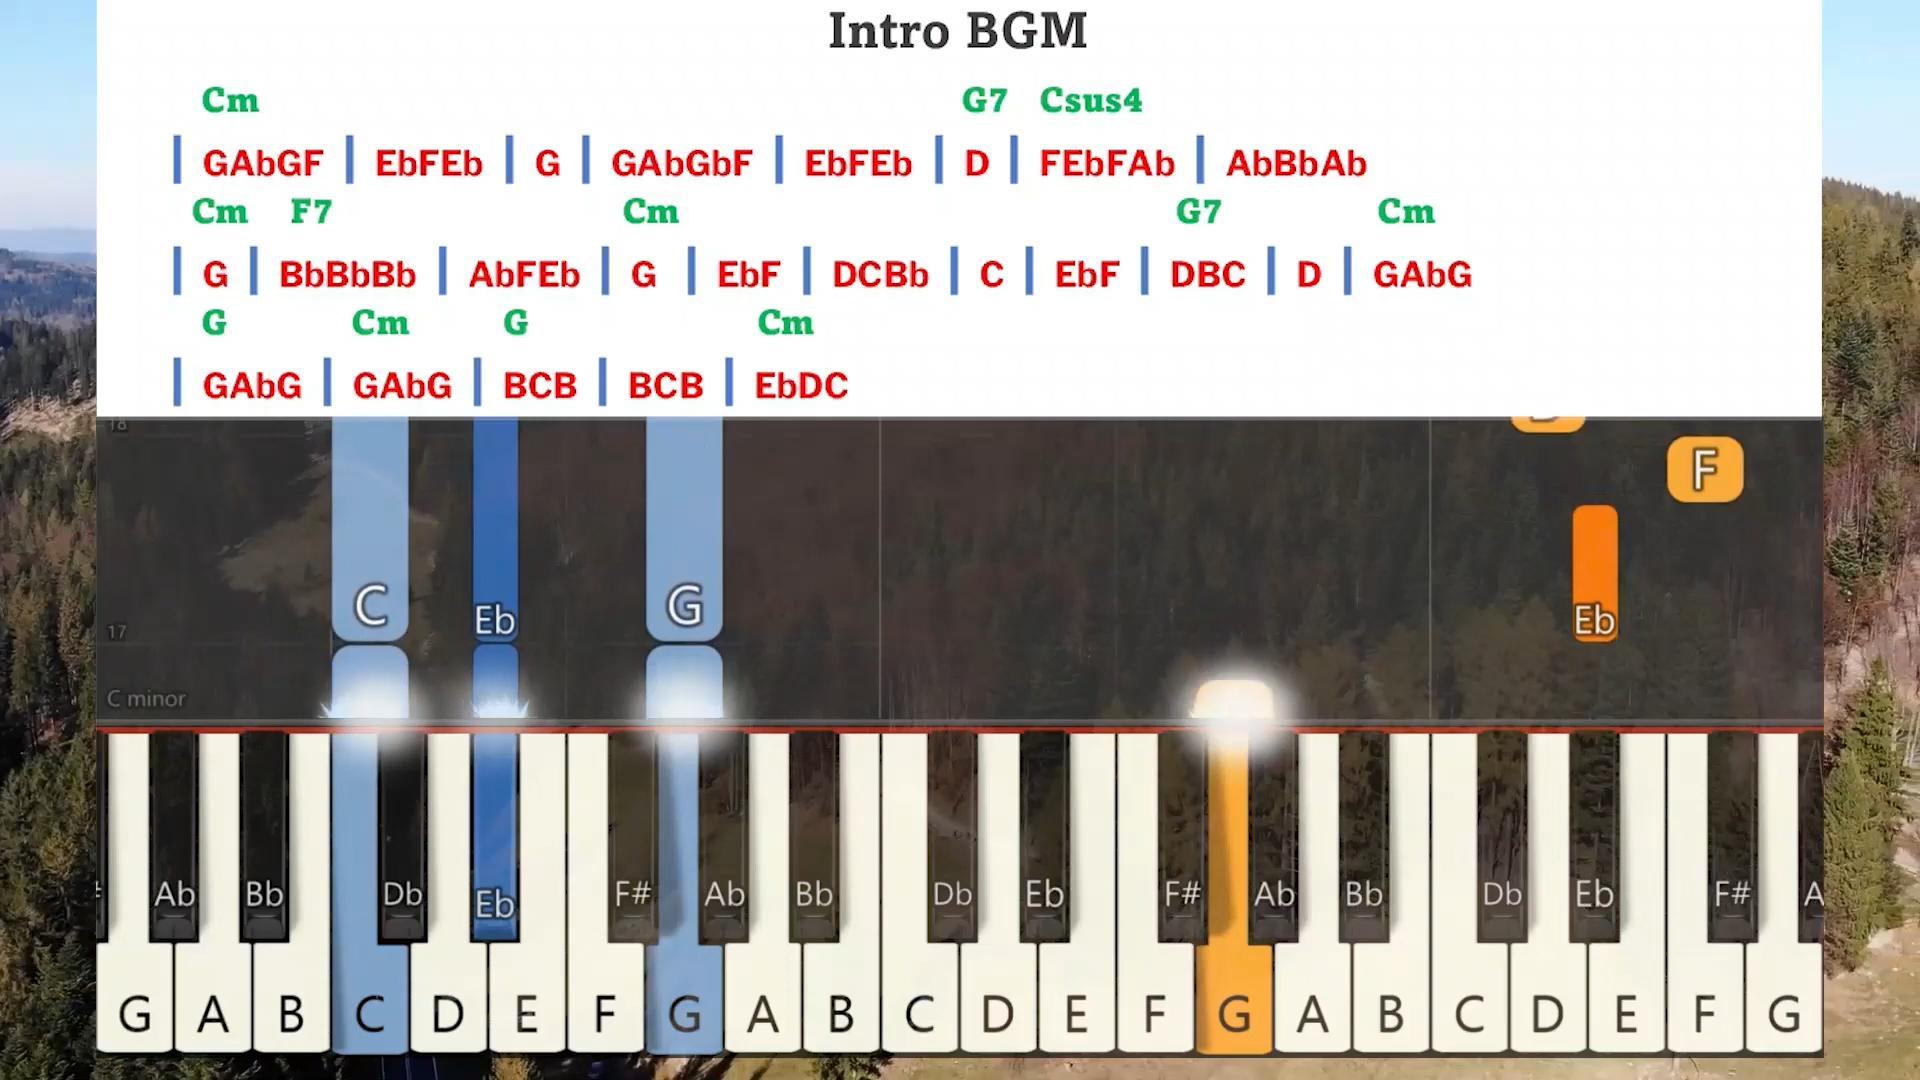 Intro BGM
Cm G7 Csus4
| GAbGF | EbFEb | G | GAbGbF | EbFEb | D | FEbFAb | AbBbAb
Cm F7 Cm G7 Cm
| G | BbBbBb | AbFEb | G | EbF | DCBb | C | EbF | DBC | D | GAbG
G Cm G Cm
| GAbG | GAbG | BCB | BCB | EbDC
18
F
C Eb G Eb
17
C minor
Ab Bb Db Eb F# Ab Bb Db Eb F# Ab Bb Db Eb F#
G A B C D E F G A B C D E F G A B C D E F G